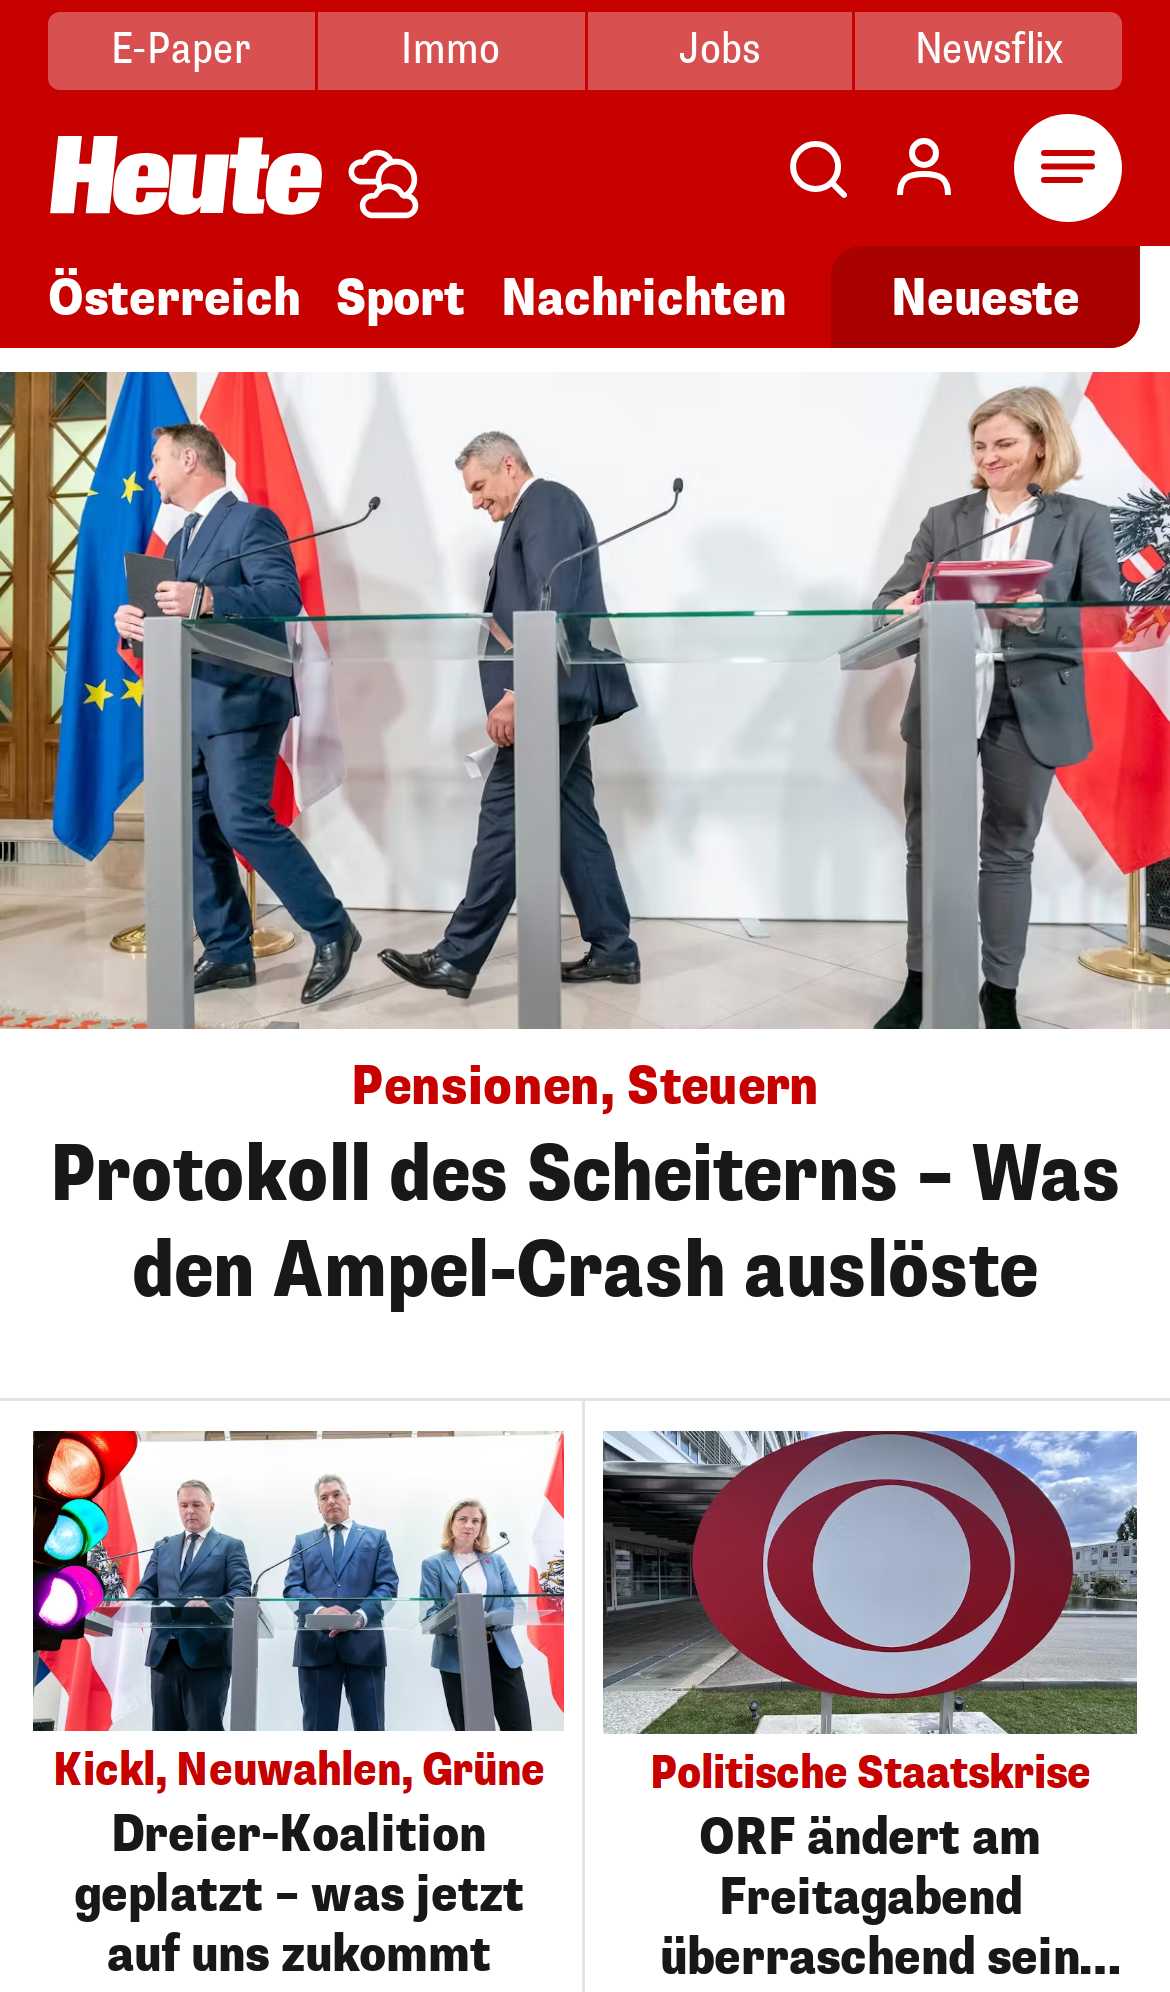 E-Paper Immo Jobs Newsflix
Heute
Österreich Sport Nachrichten Neueste
Pensionen, Steuern
Protokoll des Scheiterns – Was
den Ampel-Crash auslöste
Kickl, Neuwahlen, Grüne
Dreier-Koalition
geplatzt – was jetzt
auf uns zukommt
Politische Staatskrise
ORF ändert am
Freitagabend
überraschend sein...